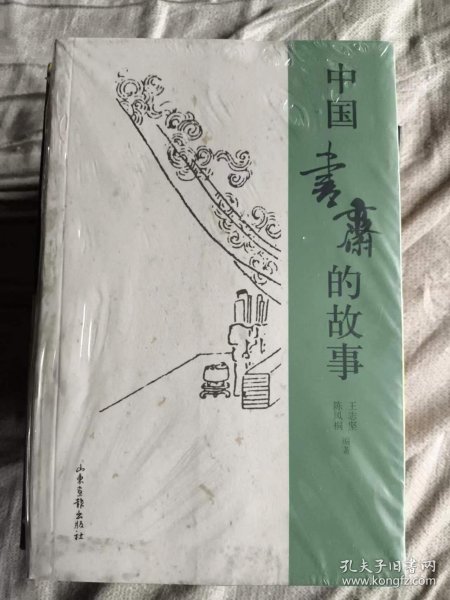 中国书斋的故事
王志坚
陈凤桐
编著
山东画报出版社
孔夫子旧书网
www.kongfz.com